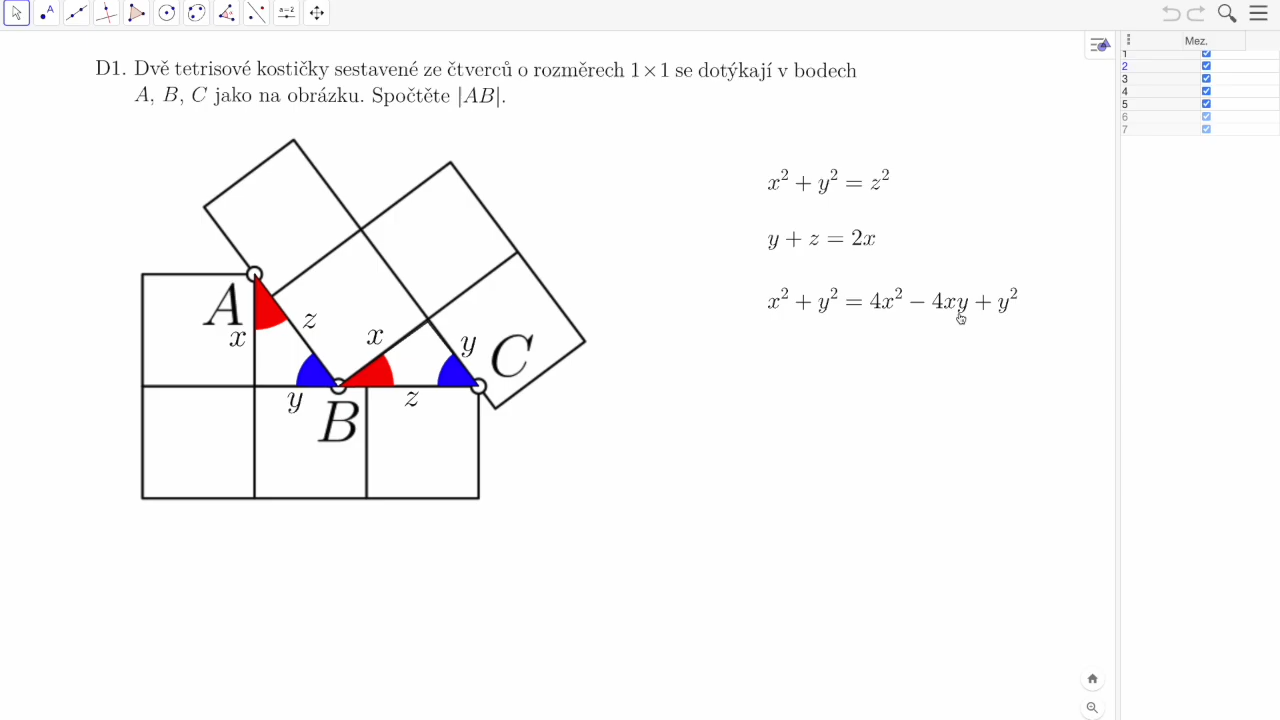 A
a=2
Mez.
1
2
3
4
5
6
7
D1. Dvě tetrisové kostičky sestavené ze čtverců o rozměrech 1×1 se dotýkají v bodech
A, B, C jako na obrázku. Spočtěte |AB|.
x² + y² = z²
y + z = 2x
x² + y² = 4x² − 4xy + y²
A
x
z
x
y
C
y
B
z